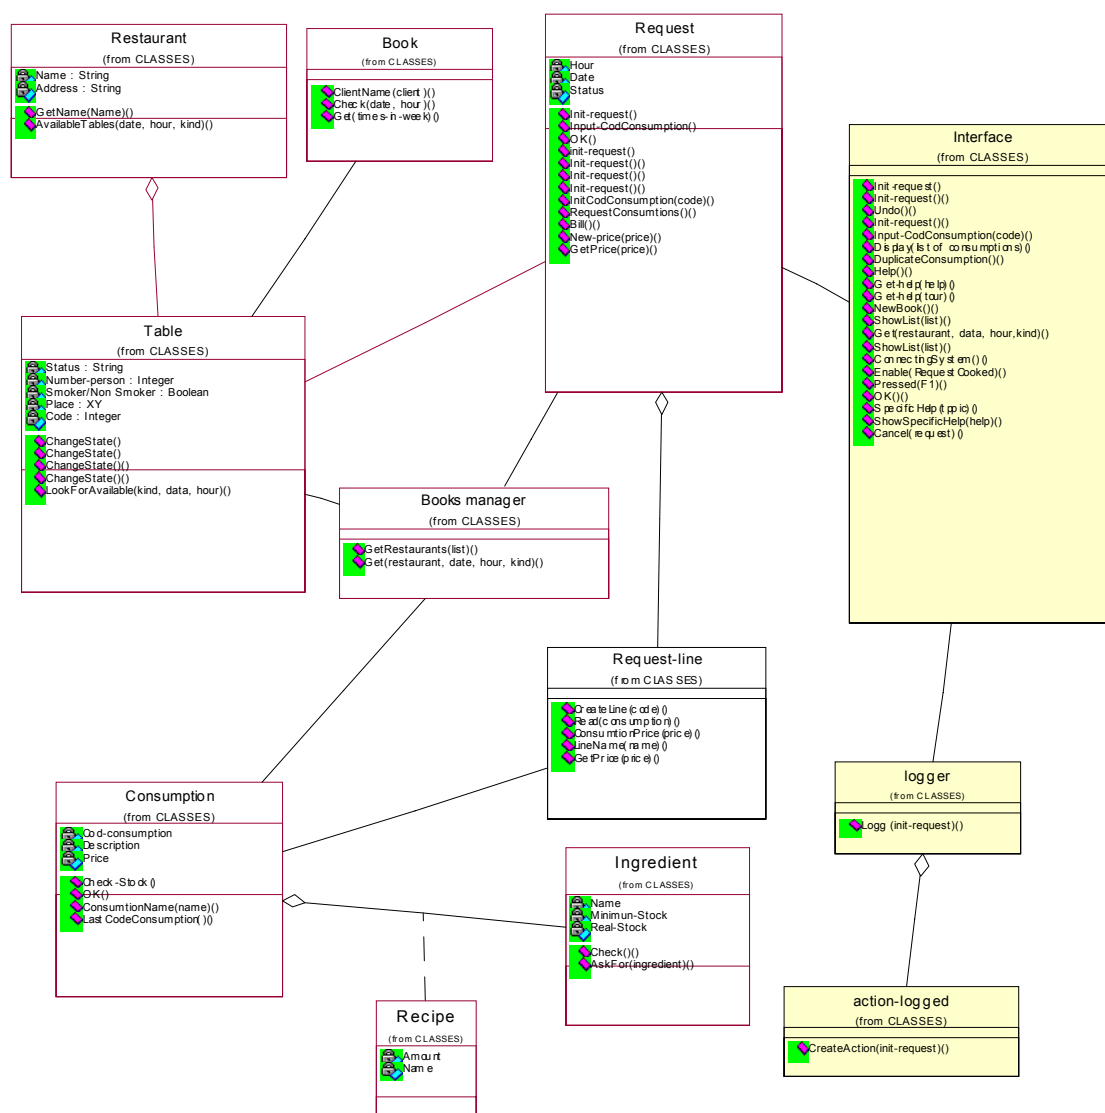 Restaurant
(from CLASSES)
Name : String
Address : String
GetName(Name)()
AvailableTables(date, hour, kind)()
Book
(from CLASSES)
ClientName(client)()
Check(date, hour)()
Get(times-in-week)()
Request
(from CLASSES)
Hour
Date
Status
Init-request()
Input-CodConsumption()
OK()
init-request()
Init-request()()
Init-request()()
Init-request()()
InitCodConsumption(code)()
RequestConsumtions()()
Bill()()
New-price(price)()
GetPrice(price)()
Interface
(from CLASSES)
Init-request()
Init-request()()
Undo()()
Init-request()()
Input-CodConsumption(code)()
Display(list of consumptions)()
DuplicateConsumption()()
Help()()
Get-help(help)()
Get-help(tour)()
NewBook()()
ShowList(list)()
Get(restaurant, data, hour,kind)()
ShowList(list)()
ConnectingSystem()()
Enable(RequestCooked)()
Pressed(F1)()
OK()()
SpecificHelp(tppic)()
ShowSpecificHelp(help)()
Cancel(request)()
Table
(from CLASSES)
Status : String
Number-person : Integer
Smoker/Non Smoker : Boolean
Place : XY
Code : Integer
ChangeState()
ChangeState()
ChangeState()()
ChangeState()()
LookForAvailable(kind, data, hour)()
Books manager
(from CLASSES)
GetRestaurants(list)()
Get(restaurant, date, hour, kind)()
Request-line
(from CLASSES)
CreateLine(code)()
Read(consumption)()
ConsumtionPrice(price)()
LineName(name)()
GetPrice(price)()
logger
(from CLASSES)
Logg (init-request)()
Consumption
(from CLASSES)
Cod-consumption
Description
Price
Check-Stock()
OK()
ConsumtionName(name)()
LastCodeConsumption()()
Ingredient
(from CLASSES)
Name
Minimun-Stock
Real-Stock
Check()()
AskFor(ingredient)()
action-logged
(from CLASSES)
CreateAction(init-request)()
Recipe
(from CLASSES)
Amount
Name